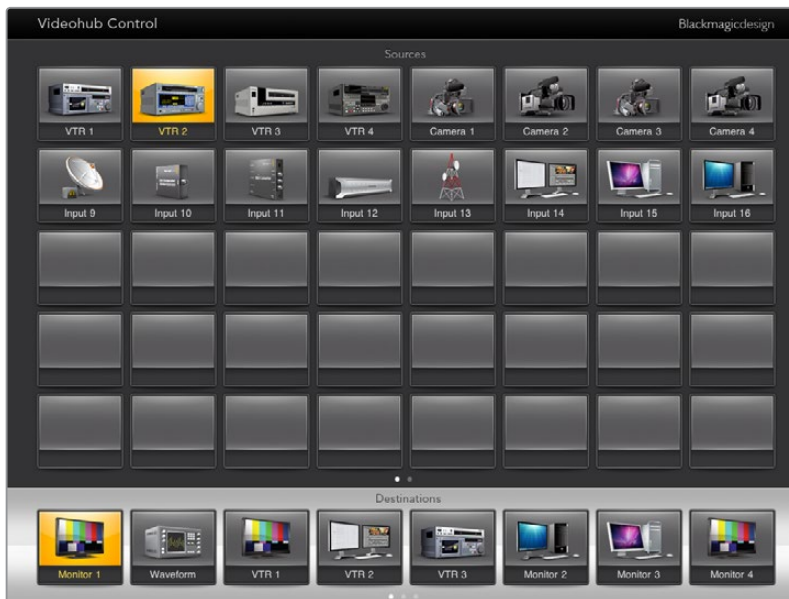 Videohub Control
Blackmagicdesign
Sources
VTR 1 VTR 2 VTR 3 VTR 4 Camera 1 Camera 2 Camera 3 Camera 4
Input 9 Input 10 Input 11 Input 12 Input 13 Input 14 Input 15 Input 16
Destinations
Monitor 1 Waveform VTR 1 VTR 2 VTR 3 Monitor 2 Monitor 3 Monitor 4